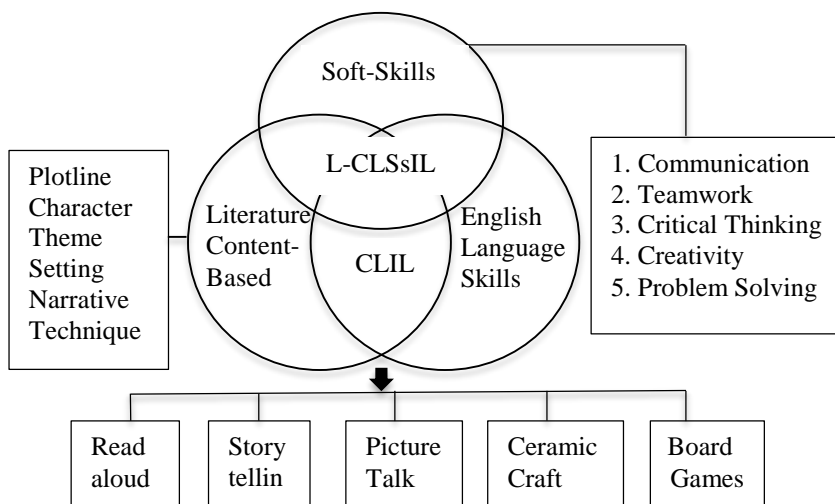 Soft-Skills
L-CLSsIL
Literature
Content-
Based
English
Language
Skills
CLIL
Plotline
Character
Theme
Setting
Narrative
Technique
1. Communication
2. Teamwork
3. Critical Thinking
4. Creativity
5. Problem Solving
Read
aloud
Story
tellin
Picture
Talk
Ceramic
Craft
Board
Games